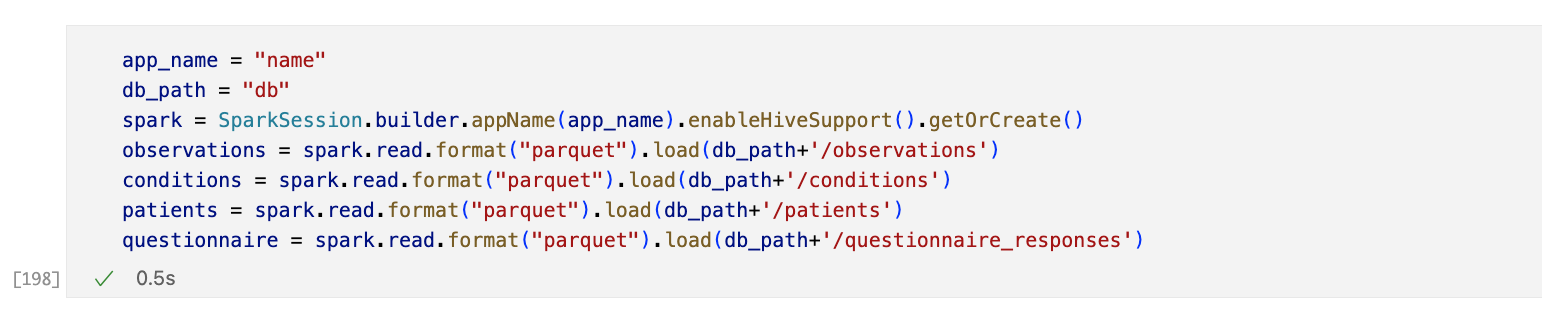 app_name = "name"
db_path = "db"
spark = SparkSession.builder.appName(app_name).enableHiveSupport().getOrCreate()
observations = spark.read.format("parquet").load(db_path+'/observations')
conditions = spark.read.format("parquet").load(db_path+'/conditions')
patients = spark.read.format("parquet").load(db_path+'/patients')
questionnaire = spark.read.format("parquet").load(db_path+'/questionnaire_responses')
[198] ✓ 0.5s